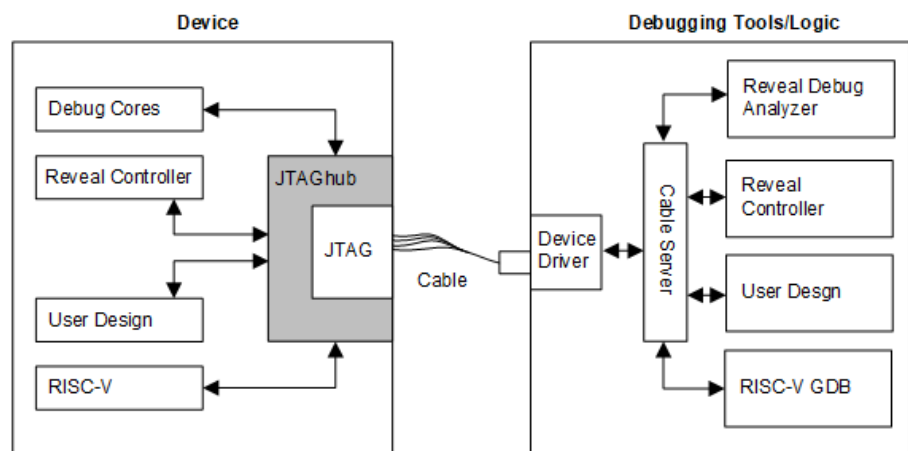 Device
Debugging Tools/Logic
Debug Cores
Reveal Controller
User Design
RISC-V
JTAGhub
JTAG
Cable
Device
Driver
Cable Server
Reveal Debug
Analyzer
Reveal
Controller
User Desgn
RISC-V GDB